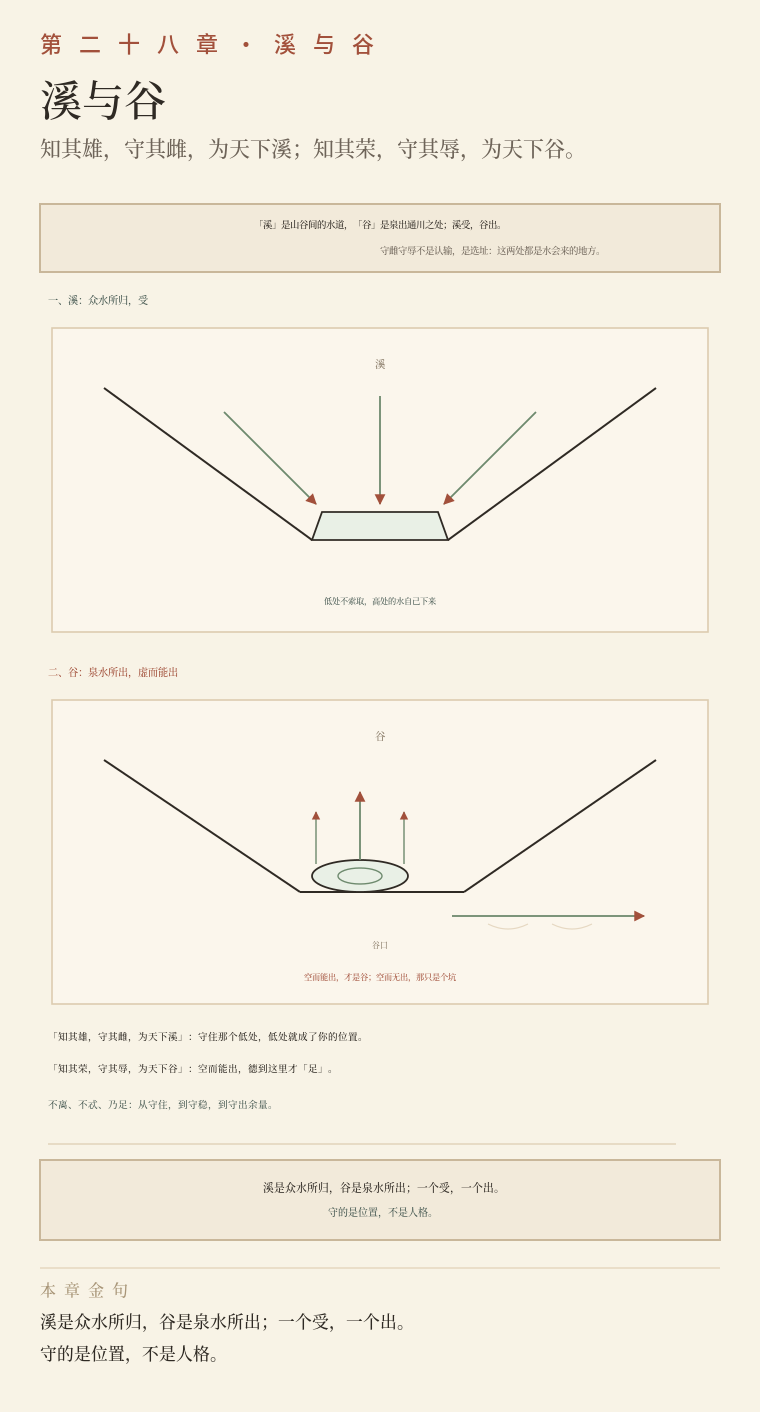 第二十八章·溪与谷
溪与谷
知其雄，守其雌，为天下溪；知其荣，守其辱，为天下谷。
「溪」是山谷间的水道，「谷」是泉出通川之处；溪受，谷出。
守雌守辱不是认输，是选址：这两处都是水会来的地方。
一、溪：众水所归，受
溪
低处不索取，高处的水自己下来
二、谷：泉水所出，虚而能出
谷
谷口
空而能出，才是谷；空而无出，那只是个坑
「知其雄，守其雌，为天下溪」：守住那个低处，低处就成了你的位置。
「知其荣，守其辱，为天下谷」：空而能出，德到这里才「足」。
不离、不忒、乃足：从守住，到守稳，到守出余量。
溪是众水所归，谷是泉水所出；一个受，一个出。
守的是位置，不是人格。
本章金句
溪是众水所归，谷是泉水所出；一个受，一个出。
守的是位置，不是人格。